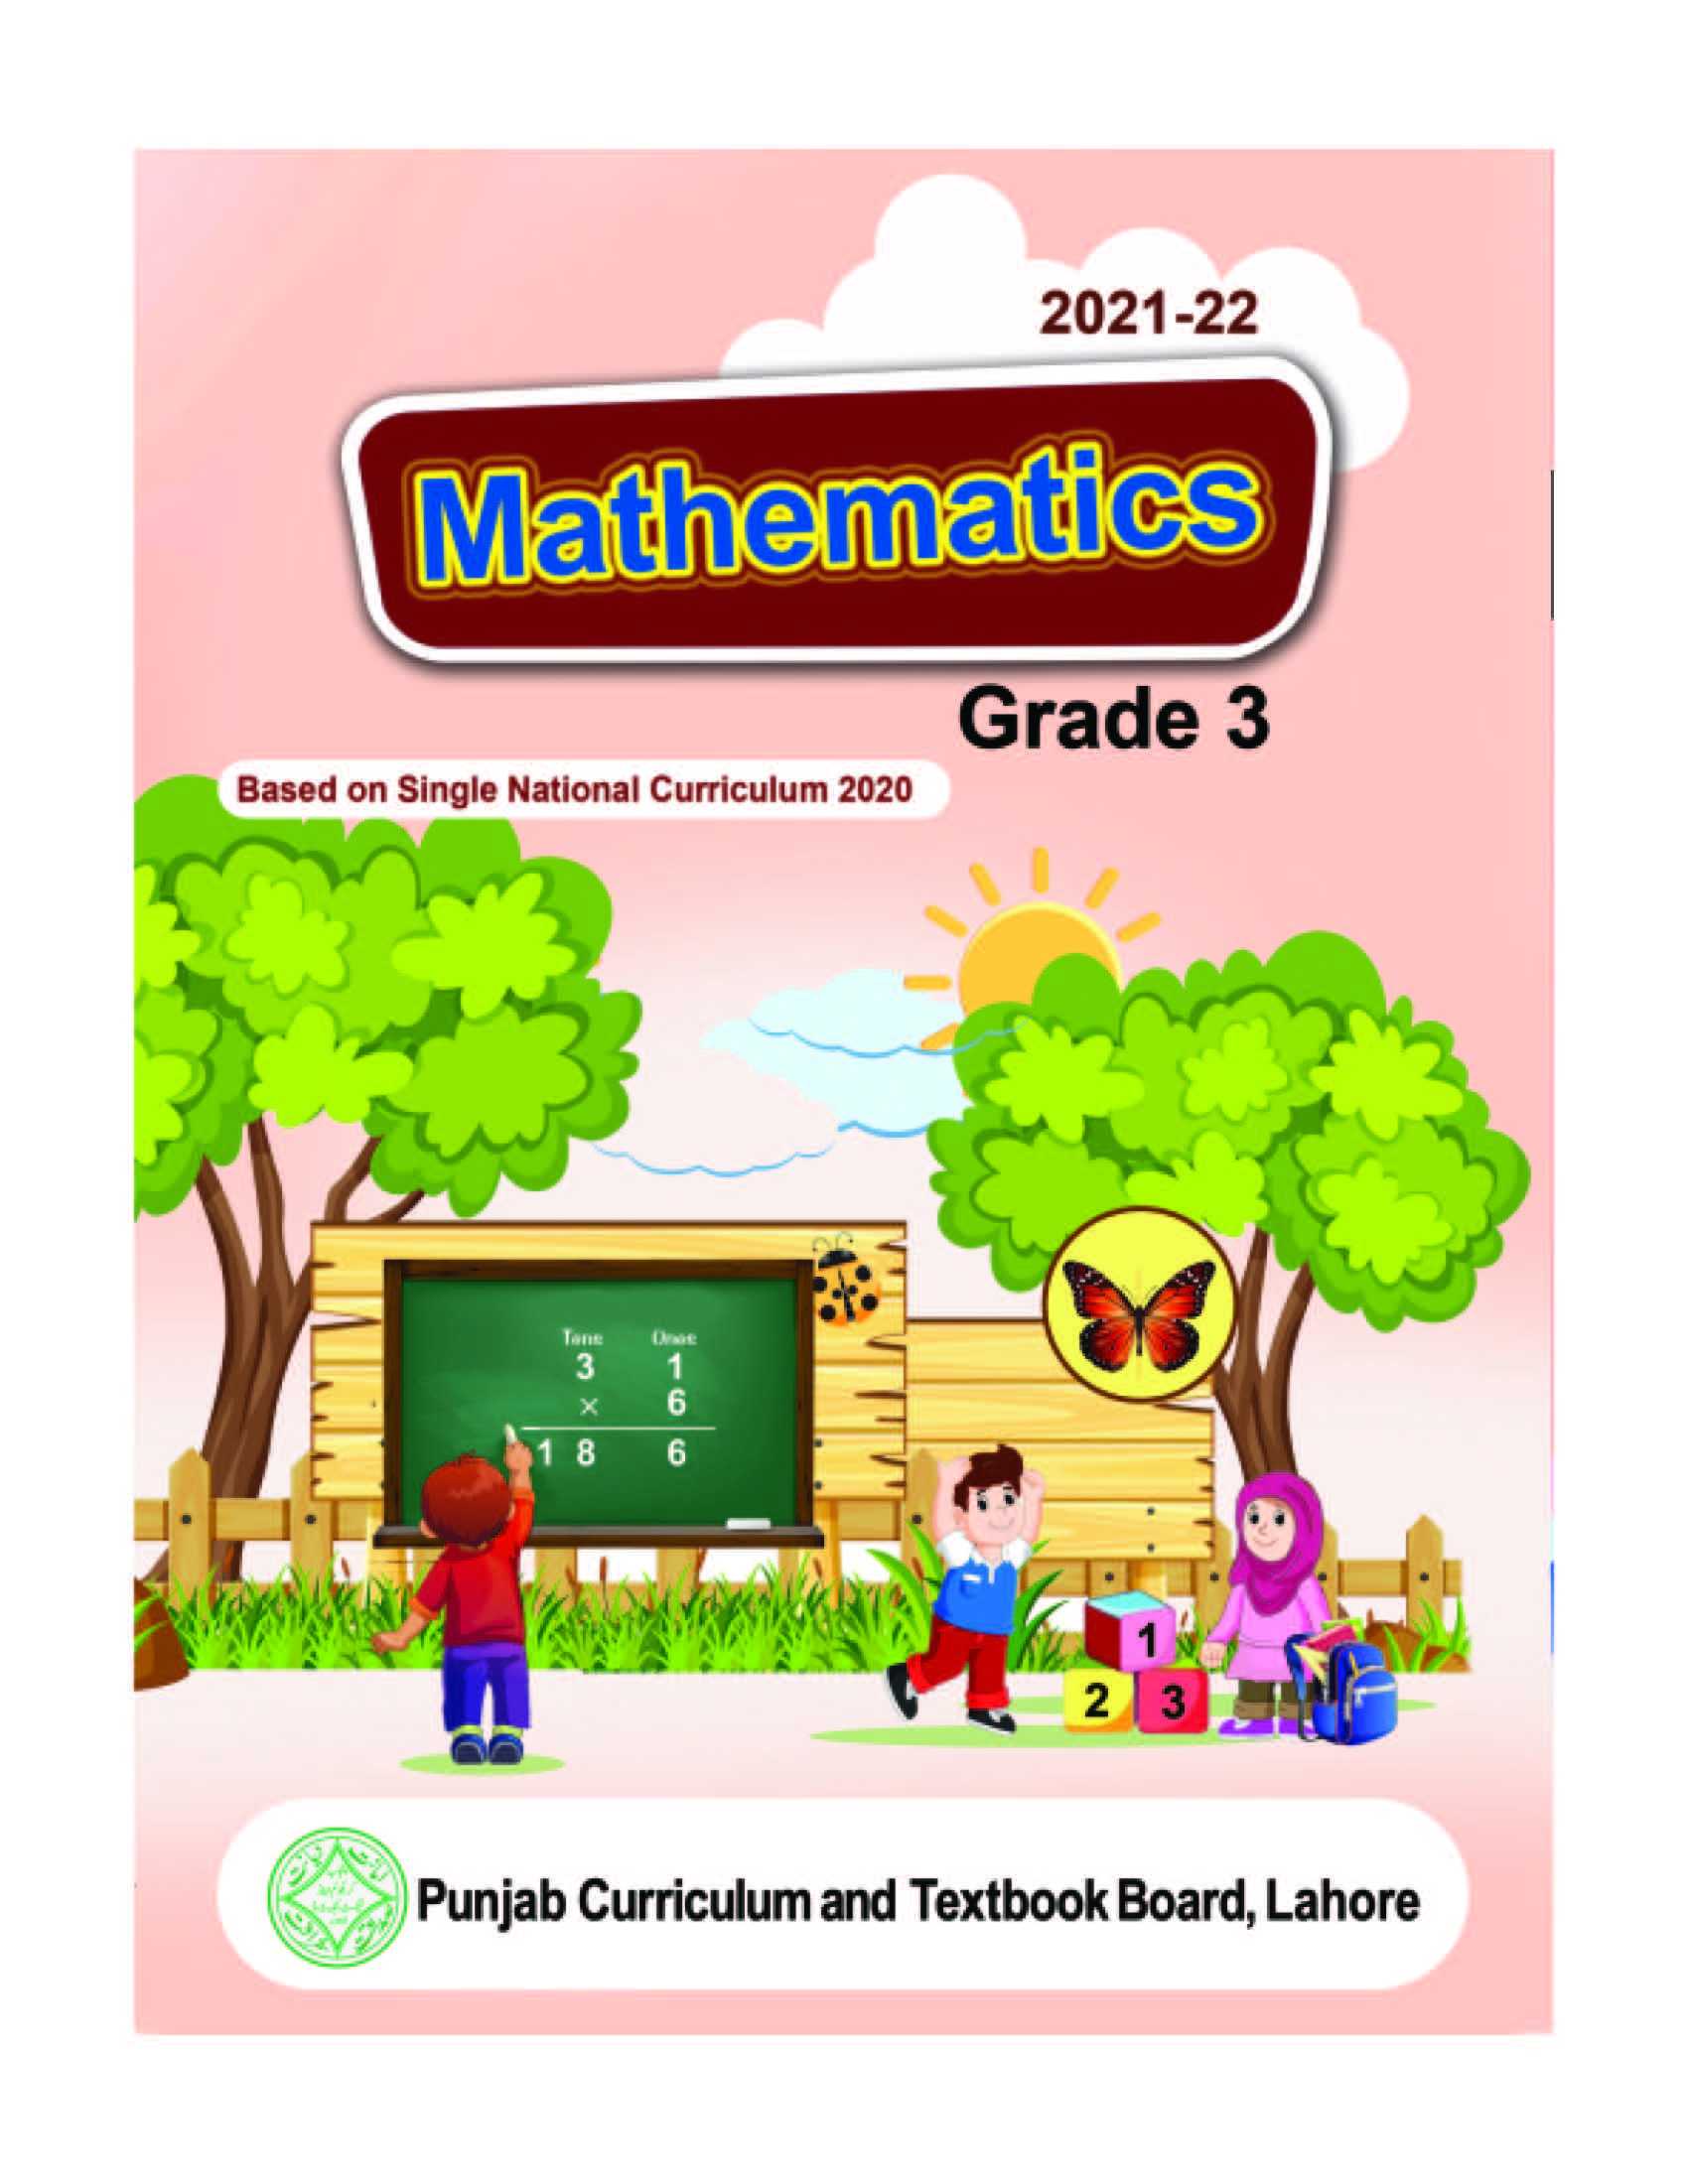 2021-22
Mathematics
Grade 3
Based on Single National Curriculum 2020
Tens Ones
3 1
× 6
1 8 6
1
2 3
Punjab Curriculum and Textbook Board, Lahore